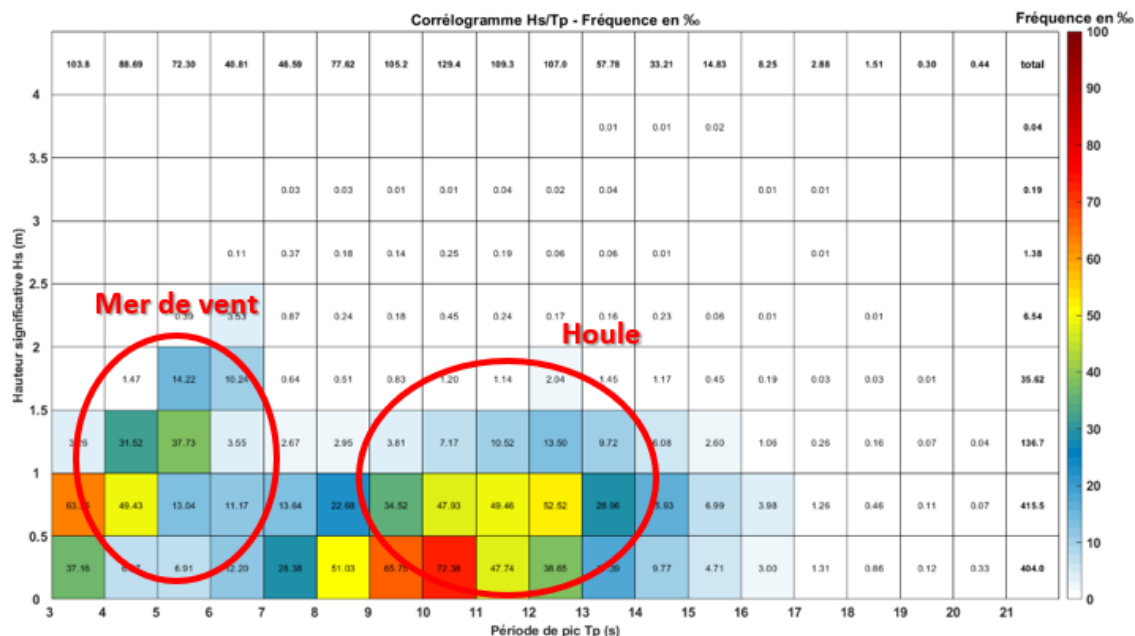 Corrélogramme Hs/Tp - Fréquence en ‰
Fréquence en ‰
103.8 88.69 72.30 40.81 46.59 77.62 105.2 129.4 109.3 107.0 57.78 33.21 14.83 8.25 2.88 1.51 0.30 0.44 total
4
0.01 0.01 0.02 0.04
3.5
0.03 0.03 0.01 0.01 0.04 0.02 0.04 0.01 0.01 0.19
3
0.11 0.37 0.18 0.14 0.25 0.19 0.06 0.06 0.01 0.01 1.38
2.5
Mer de vent
3.53 0.87 0.24 0.18 0.45 0.24 0.17 0.16 0.23 0.06 0.01 0.01 6.54
Houle
2
1.47 14.22 10.24 0.64 0.51 0.83 1.20 1.14 2.04 1.45 1.17 0.45 0.19 0.03 0.03 0.01 35.62
1.5
31.52 37.73 3.55 2.67 2.95 3.81 7.17 10.52 13.50 9.72 6.08 2.60 1.06 0.26 0.16 0.07 0.04 136.7
1
49.43 13.04 11.17 13.64 22.68 34.52 47.93 49.46 52.52 28.96 6.99 3.98 1.26 0.46 0.11 0.07 415.5
0.5
37.16 6.91 28.38 51.03 65.75 72.38 47.74 38.65 9.77 4.71 3.00 1.31 0.86 0.12 0.33 404.0
0
3 4 5 6 7 8 9 10 11 12 13 14 15 16 17 18 19 20 21
Période de pic Tp (s)
Hauteur significative Hs (m)
100
90
80
70
60
50
40
30
20
10
0